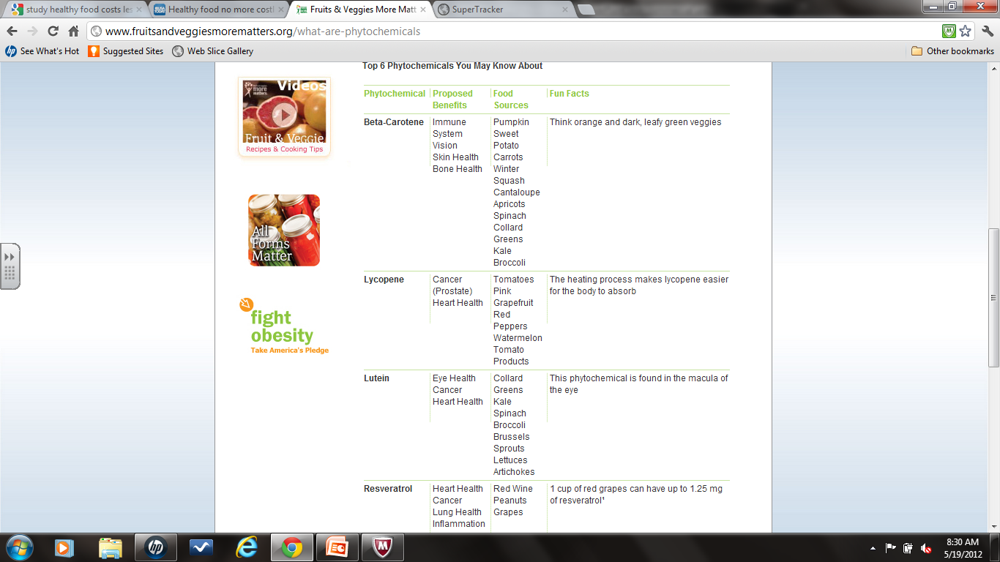 study healthy food costs les
Healthy food no more costl
Fruits & Veggies More Matt
SuperTracker
www.fruitsandveggiesmorematters.org/what-are-phytochemicals
See What's Hot
Suggested Sites
Web Slice Gallery
Other bookmarks
Videos
more
matters.
Fruit & Veggie
Recipes & Cooking Tips
All
Forms
Matter
fight
obesity
Take America's Pledge
Top 6 Phytochemicals You May Know About
Phytochemical
Proposed
Benefits
Food
Sources
Fun Facts
Beta-Carotene
Immune
System
Vision
Skin Health
Bone Health
Pumpkin
Sweet
Potato
Carrots
Winter
Squash
Cantaloupe
Apricots
Spinach
Collard
Greens
Kale
Broccoli
Think orange and dark, leafy green veggies
Lycopene
Cancer
(Prostate)
Heart Health
Tomatoes
Pink
Grapefruit
Red
Peppers
Watermelon
Tomato
Products
The heating process makes lycopene easier
for the body to absorb
Lutein
Eye Health
Cancer
Heart Health
Collard
Greens
Kale
Spinach
Broccoli
Brussels
Sprouts
Lettuces
Artichokes
This phytochemical is found in the macula of
the eye
Resveratrol
Heart Health
Cancer
Lung Health
Inflammation
Red Wine
Peanuts
Grapes
1 cup of red grapes can have up to 1.25 mg
of resveratrol¹
8:30 AM
5/19/2012